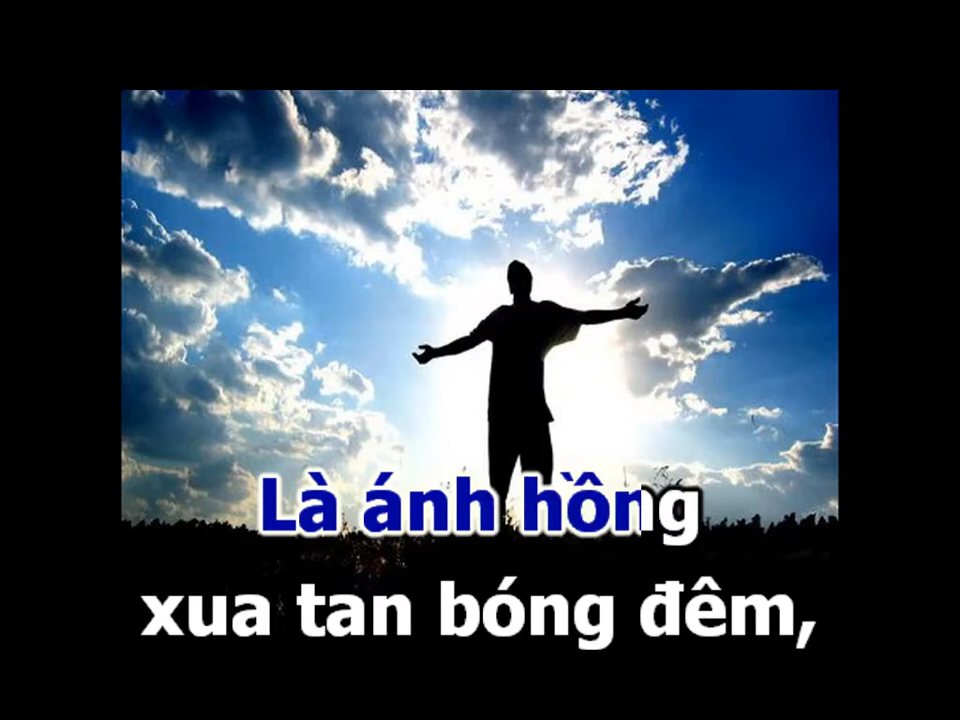 Là ánh hồng
xua tan bóng đêm,